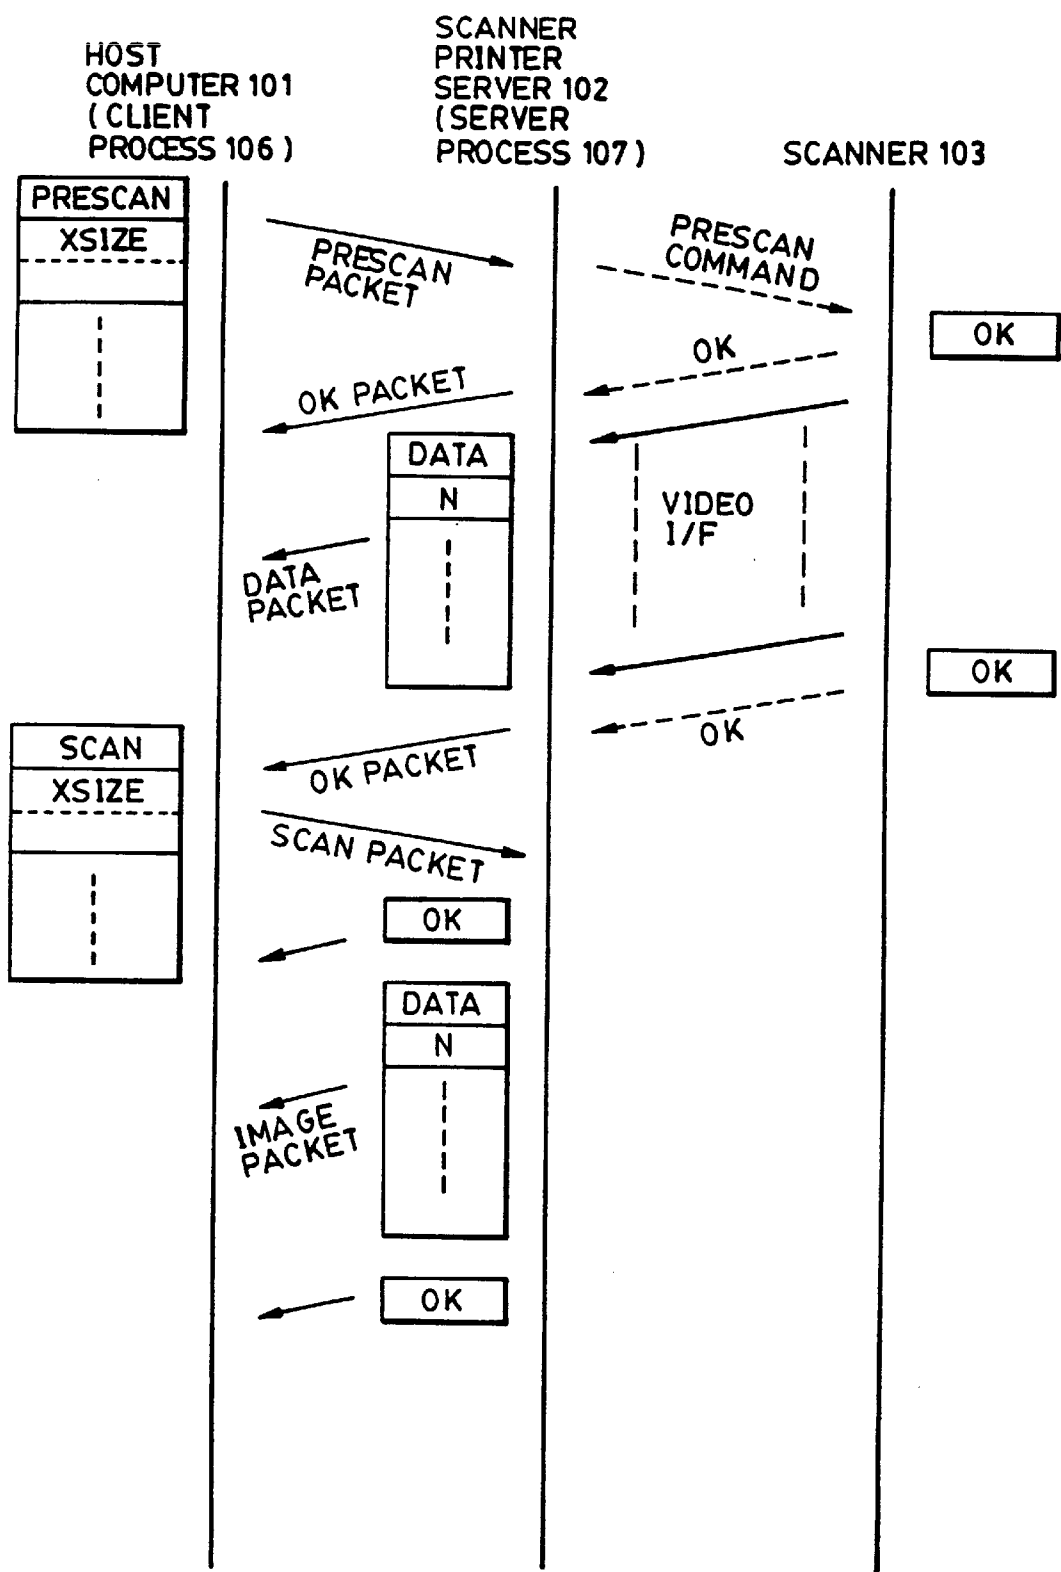 HOST
COMPUTER 101
(CLIENT
PROCESS 106)
SCANNER
PRINTER
SERVER 102
(SERVER
PROCESS 107)
SCANNER 103
PRESCAN
XSIZE
PRESCAN
PACKET
PRESCAN
COMMAND
OK
OK
OK PACKET
DATA
N
VIDEO
I/F
DATA
PACKET
OK
OK
OK PACKET
SCAN
XSIZE
SCAN PACKET
OK
DATA
N
IMAGE
PACKET
OK